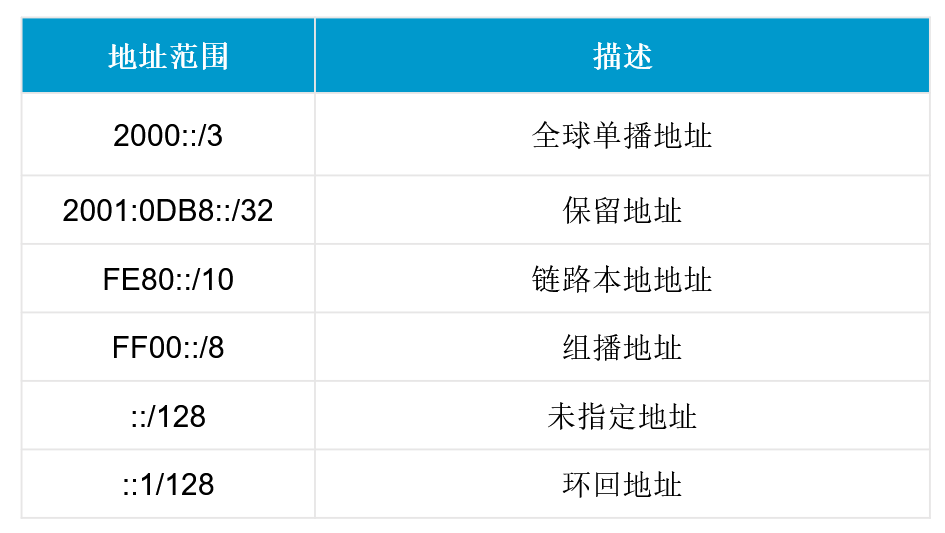 地址范围 描述
2000::/3 全球单播地址
2001:0DB8::/32 保留地址
FE80::/10 链路本地地址
FF00::/8 组播地址
::/128 未指定地址
::1/128 环回地址